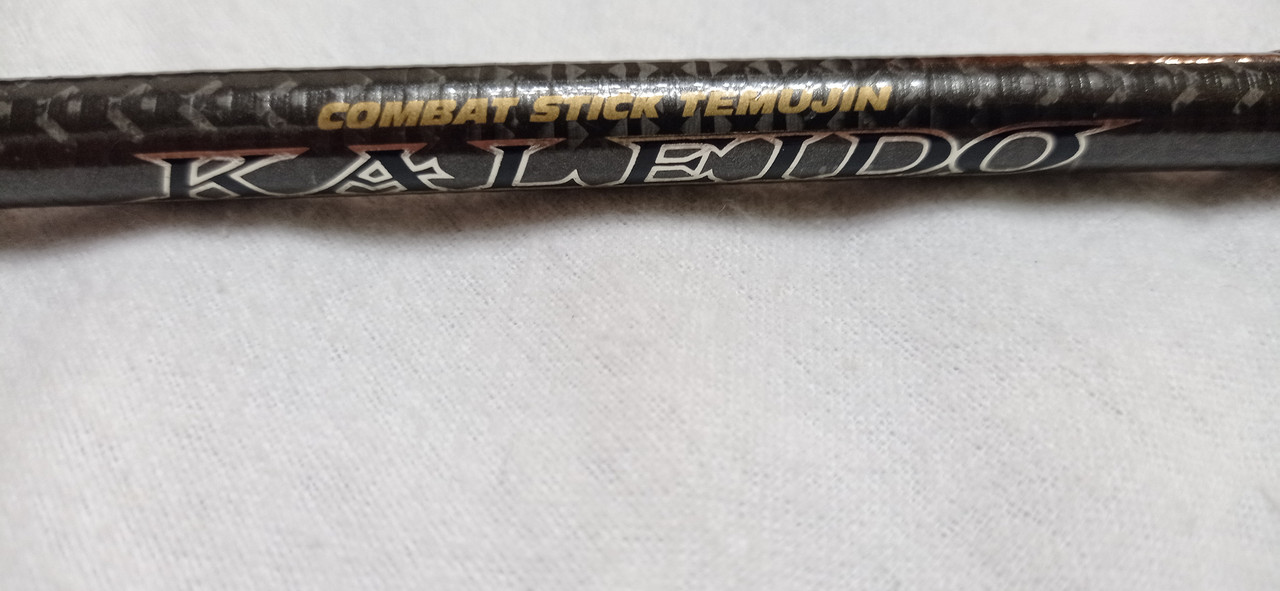 COMBAT STICK TEMUJIN
KALEIDO